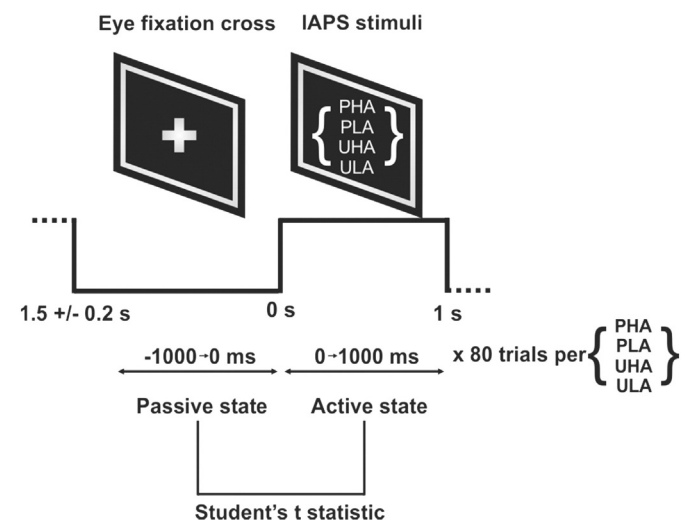 Eye fixation cross IAPS stimuli
PHA
PLA
UHA
ULA
1.5 +/- 0.2 s 0 s 1 s
-1000→0 ms 0→1000 ms x 80 trials per
PHA
PLA
UHA
ULA
Passive state Active state
Student's t statistic